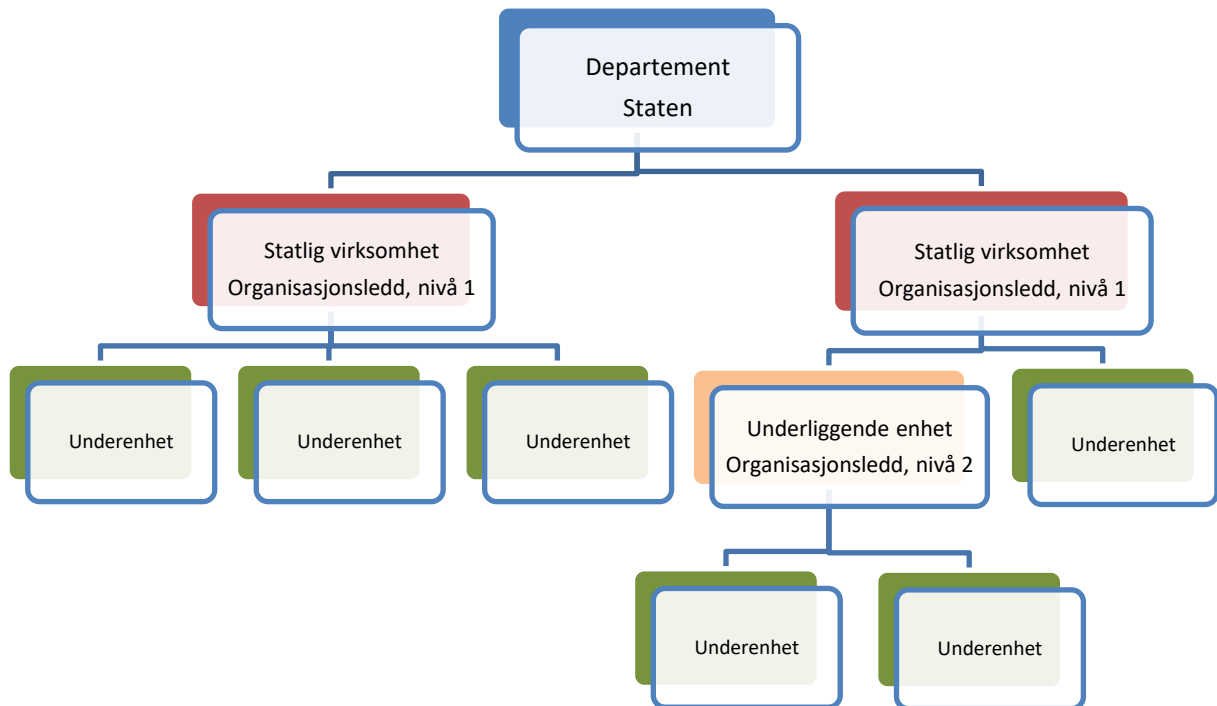 Departement
Staten
Statlig virksomhet
Organisasjonsledd, nivå 1
Statlig virksomhet
Organisasjonsledd, nivå 1
Underenhet
Underenhet
Underenhet
Underliggende enhet
Organisasjonsledd, nivå 2
Underenhet
Underenhet
Underenhet